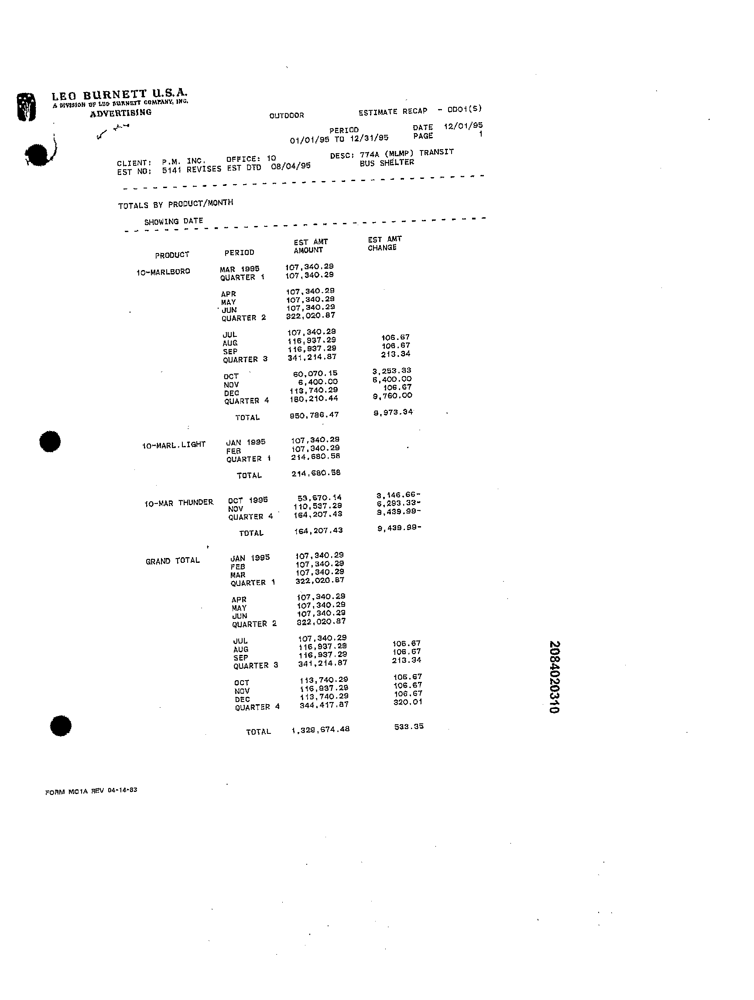 LEO BURNETT U.S.A.
A DIVISION OF LEO BURNETT COMPANY, INC.
ADVERTISING
OUTDOOR ESTIMATE RECAP - OD01(S)
PERIOD DATE 12/01/95
01/01/95 TO 12/31/95 PAGE 1
CLIENT: P.M. INC. OFFICE: 10 DESC: 774A (MLMP) TRANSIT
EST NO: 5141 REVISES EST DTD 08/04/95 BUS SHELTER
TOTALS BY PRODUCT/MONTH
SHOWING DATE
EST AMT EST AMT
PRODUCT PERIOD AMOUNT CHANGE
10-MARLBORO MAR 1995 107,340.29
QUARTER 1 107,340.29
APR 107,340.29
MAY 107,340.29
JUN 107,340.29
QUARTER 2 322,020.87
JUL 107,340.29
AUG 116,937.29 106.67
SEP 116,937.29 106.67
QUARTER 3 341,214.87 213.34
OCT 60,070.15 3,253.33
NOV 6,400.00 6,400.00
DEC 113,740.29 106.67
QUARTER 4 180,210.44 9,760.00
TOTAL 950,786.47 9,973.34
10-MARL.LIGHT JAN 1995 107,340.29
FEB 107,340.29
QUARTER 1 214,680.58
TOTAL 214,680.58
10-MAR THUNDER OCT 1995 53,670.14 3,146.66-
NOV 110,537.29 6,293.33-
QUARTER 4 164,207.43 9,439.99-
TOTAL 164,207.43 9,439.99-
GRAND TOTAL JAN 1995 107,340.29
FEB 107,340.29
MAR 107,340.29
QUARTER 1 322,020.87
APR 107,340.29
MAY 107,340.29
JUN 107,340.29
QUARTER 2 322,020.87
JUL 107,340.29
AUG 116,937.29 106.67
SEP 116,937.29 106.67
QUARTER 3 341,214.87 213.34
OCT 113,740.29 106.67
NOV 116,937.29 106.67
DEC 113,740.29 106.67
QUARTER 4 344,417.87 320.01
TOTAL 1,329,674.48 533.35
2084020310
FORM MC1A REV 04-14-83